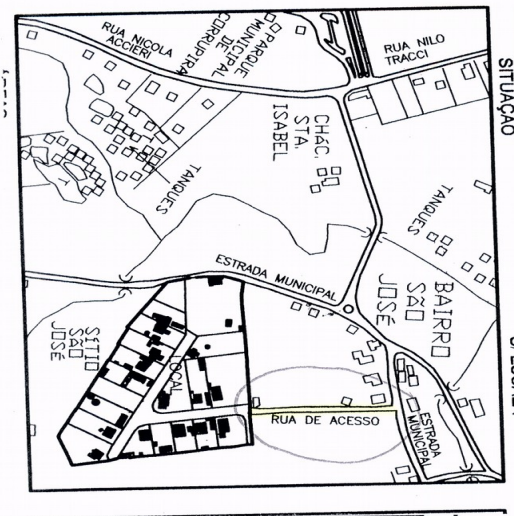 SITUAÇÃO
RUA NICOLA
ACCIERI
PARQUE
MUNICIPAL
DE
CORRUPIRA
RUA NILO
TRACCI
CHÁC.
STA.
ISABEL
TANQUES
TANQUES
ESTRADA MUNICIPAL
BAIRRO
SÃO
JOSÉ
SITIO
SÃO
JOSÉ
LOCAL
RUA DE ACESSO
ESTRADA
MUNICIPAL